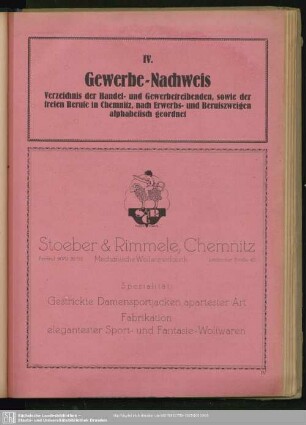 IV.
Gewerbe-Nachweis
Verzeichnis der Handel- und Gewerbetreibenden, sowie der
freien Berufe in Chemnitz, nach Erwerbs- und Berufszweigen
alphabetisch geordnet
Stoeber & Rimmele, Chemnitz
Mechanische
Spezialität:
Gestrickte Damensportjacken apartester Art
Fabrikation
elegantester Sport- und Fantasie-Wollwaren
Sächsische Landesbibliothek -
Staats- und Universitätsbibliothek Dresden